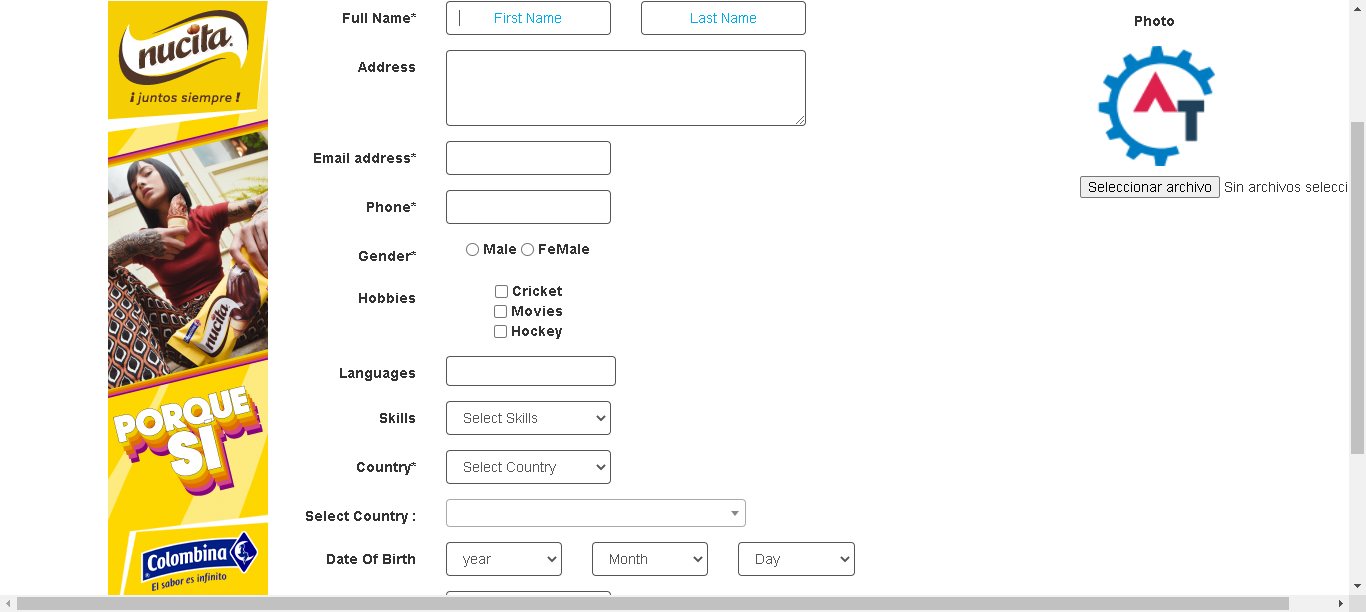 nucita
¡juntos siempre!
nucita
PORQUE
SÍ
Colombina
El sabor es infinito
Full Name* First Name Last Name
Address
Email address*
Phone*
Gender* Male FeMale
Hobbies Cricket
Movies
Hockey
Languages
Skills Select Skills
Country* Select Country
Select Country :
Date Of Birth year Month Day
Photo
AT
Seleccionar archivo Sin archivos selecci